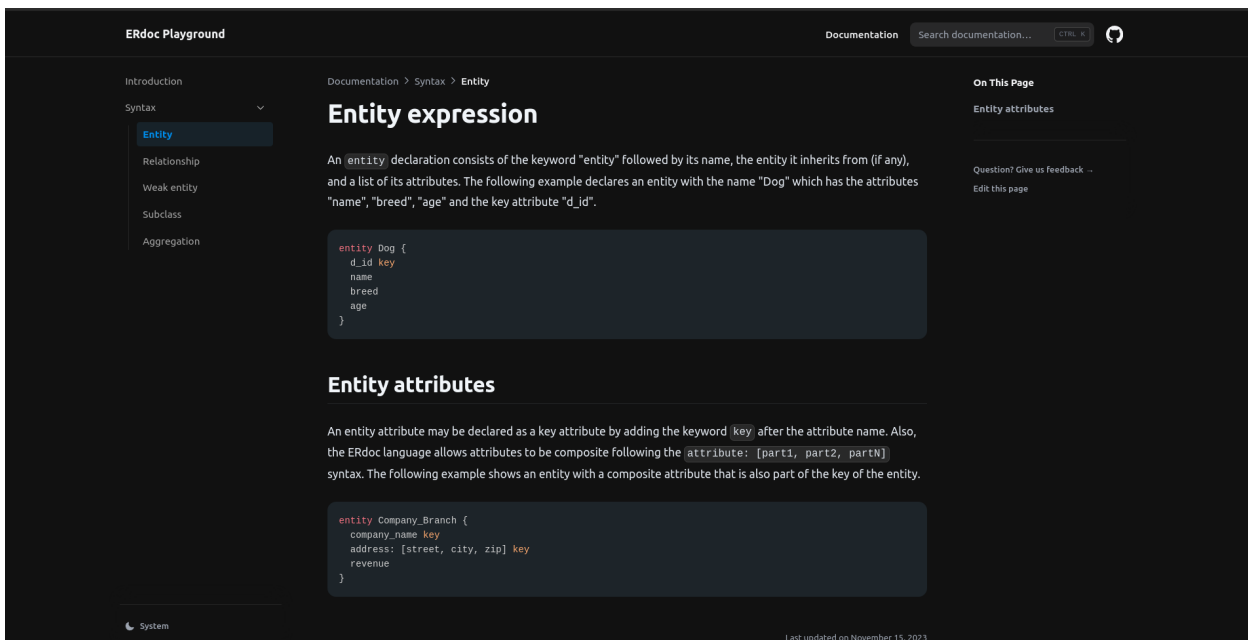 ERdoc Playground
Documentation
Search documentation...
CTRL K
Introduction
Syntax
Entity
Relationship
Weak entity
Subclass
Aggregation
System
Documentation > Syntax > Entity
Entity expression
An entity declaration consists of the keyword "entity" followed by its name, the entity it inherits from (if any),
and a list of its attributes. The following example declares an entity with the name "Dog" which has the attributes
"name", "breed", "age" and the key attribute "d_id".
entity Dog {
  d_id key
  name
  breed
  age
}
Entity attributes
An entity attribute may be declared as a key attribute by adding the keyword key after the attribute name. Also,
the ERdoc language allows attributes to be composite following the attribute: [part1, part2, partN]
syntax. The following example shows an entity with a composite attribute that is also part of the key of the entity.
entity Company_Branch {
  company_name key
  address: [street, city, zip] key
  revenue
}
Last updated on November 15, 2023
On This Page
Entity attributes
Question? Give us feedback →
Edit this page